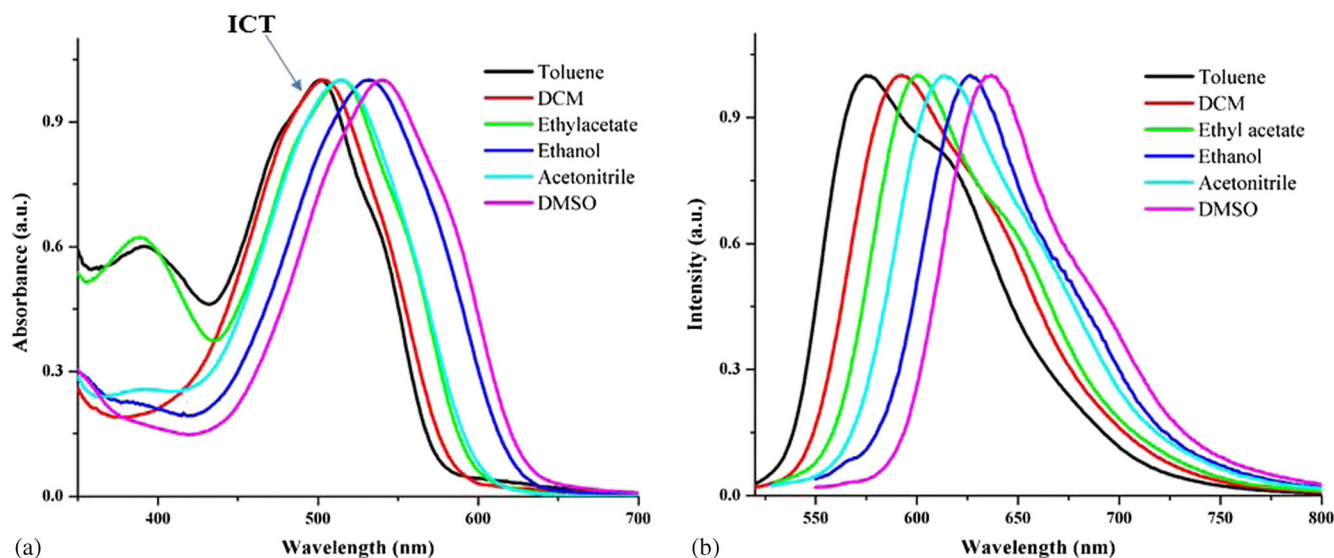 ICT
Toluene
DCM
Ethylacetate
Ethanol
Acetonitrile
DMSO
0.9
0.6
0.3
0.0
Absorbance (a.u.)
400
500
600
700
Wavelength (nm)
(a)
Toluene
DCM
Ethyl acetate
Ethanol
Acetonitrile
DMSO
0.9
0.6
0.3
0.0
Intensity (a.u.)
550
600
650
700
750
800
Wavelength (nm)
(b)